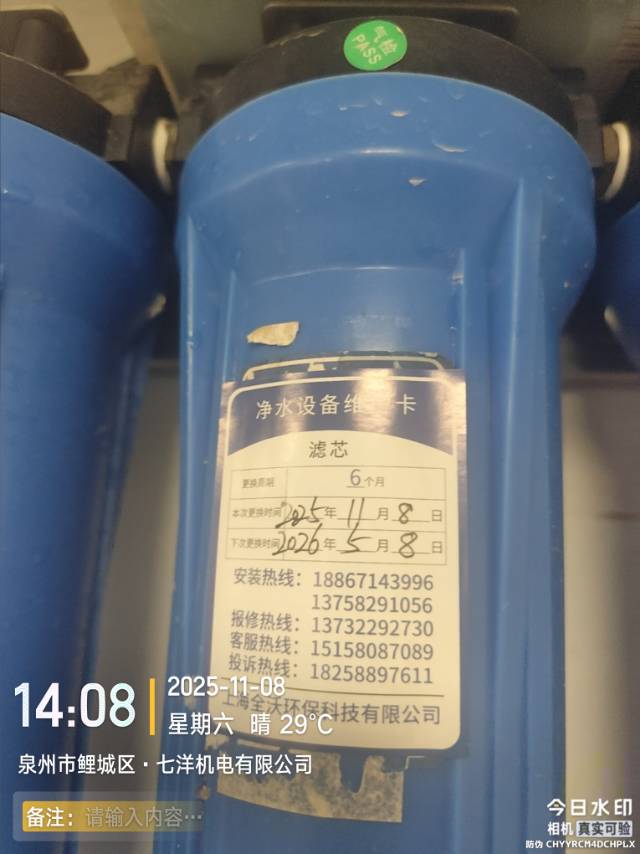 气检
PASS
净水设备维护卡
滤芯
更换周期 6个月
本次更换时间 2025年11月8日
下次更换时间 2026年5月8日
安装热线：18867143996
13758291056
报修热线：13732292730
客服热线：15158087089
投诉热线：18258897611
上海全沃环保科技有限公司
14:08
2025-11-08
星期六 晴 29℃
泉州市鲤城区·七洋机电有限公司
备注：请输入内容…
今日水印
相机 真实可验
防伪 CHYYRCM4DCHPLX